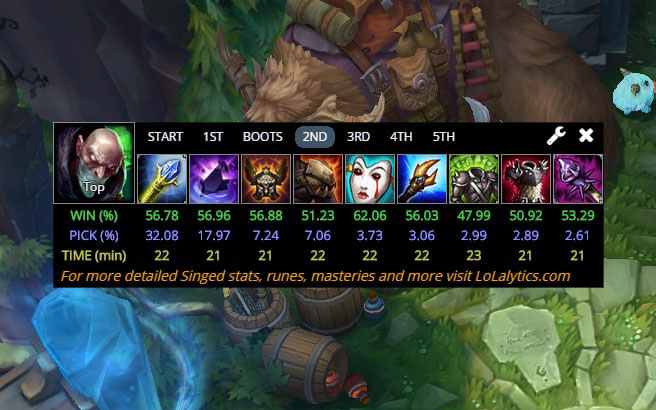 START 1ST BOOTS 2ND 3RD 4TH 5TH
Top
WIN (%) 56.78 56.96 56.88 51.23 62.06 56.03 47.99 50.92 53.29
PICK (%) 32.08 17.97 7.24 7.06 3.73 3.06 2.99 2.89 2.61
TIME (min) 22 21 21 22 22 22 23 21 21
For more detailed Singed stats, runes, masteries and more visit LoLalytics.com